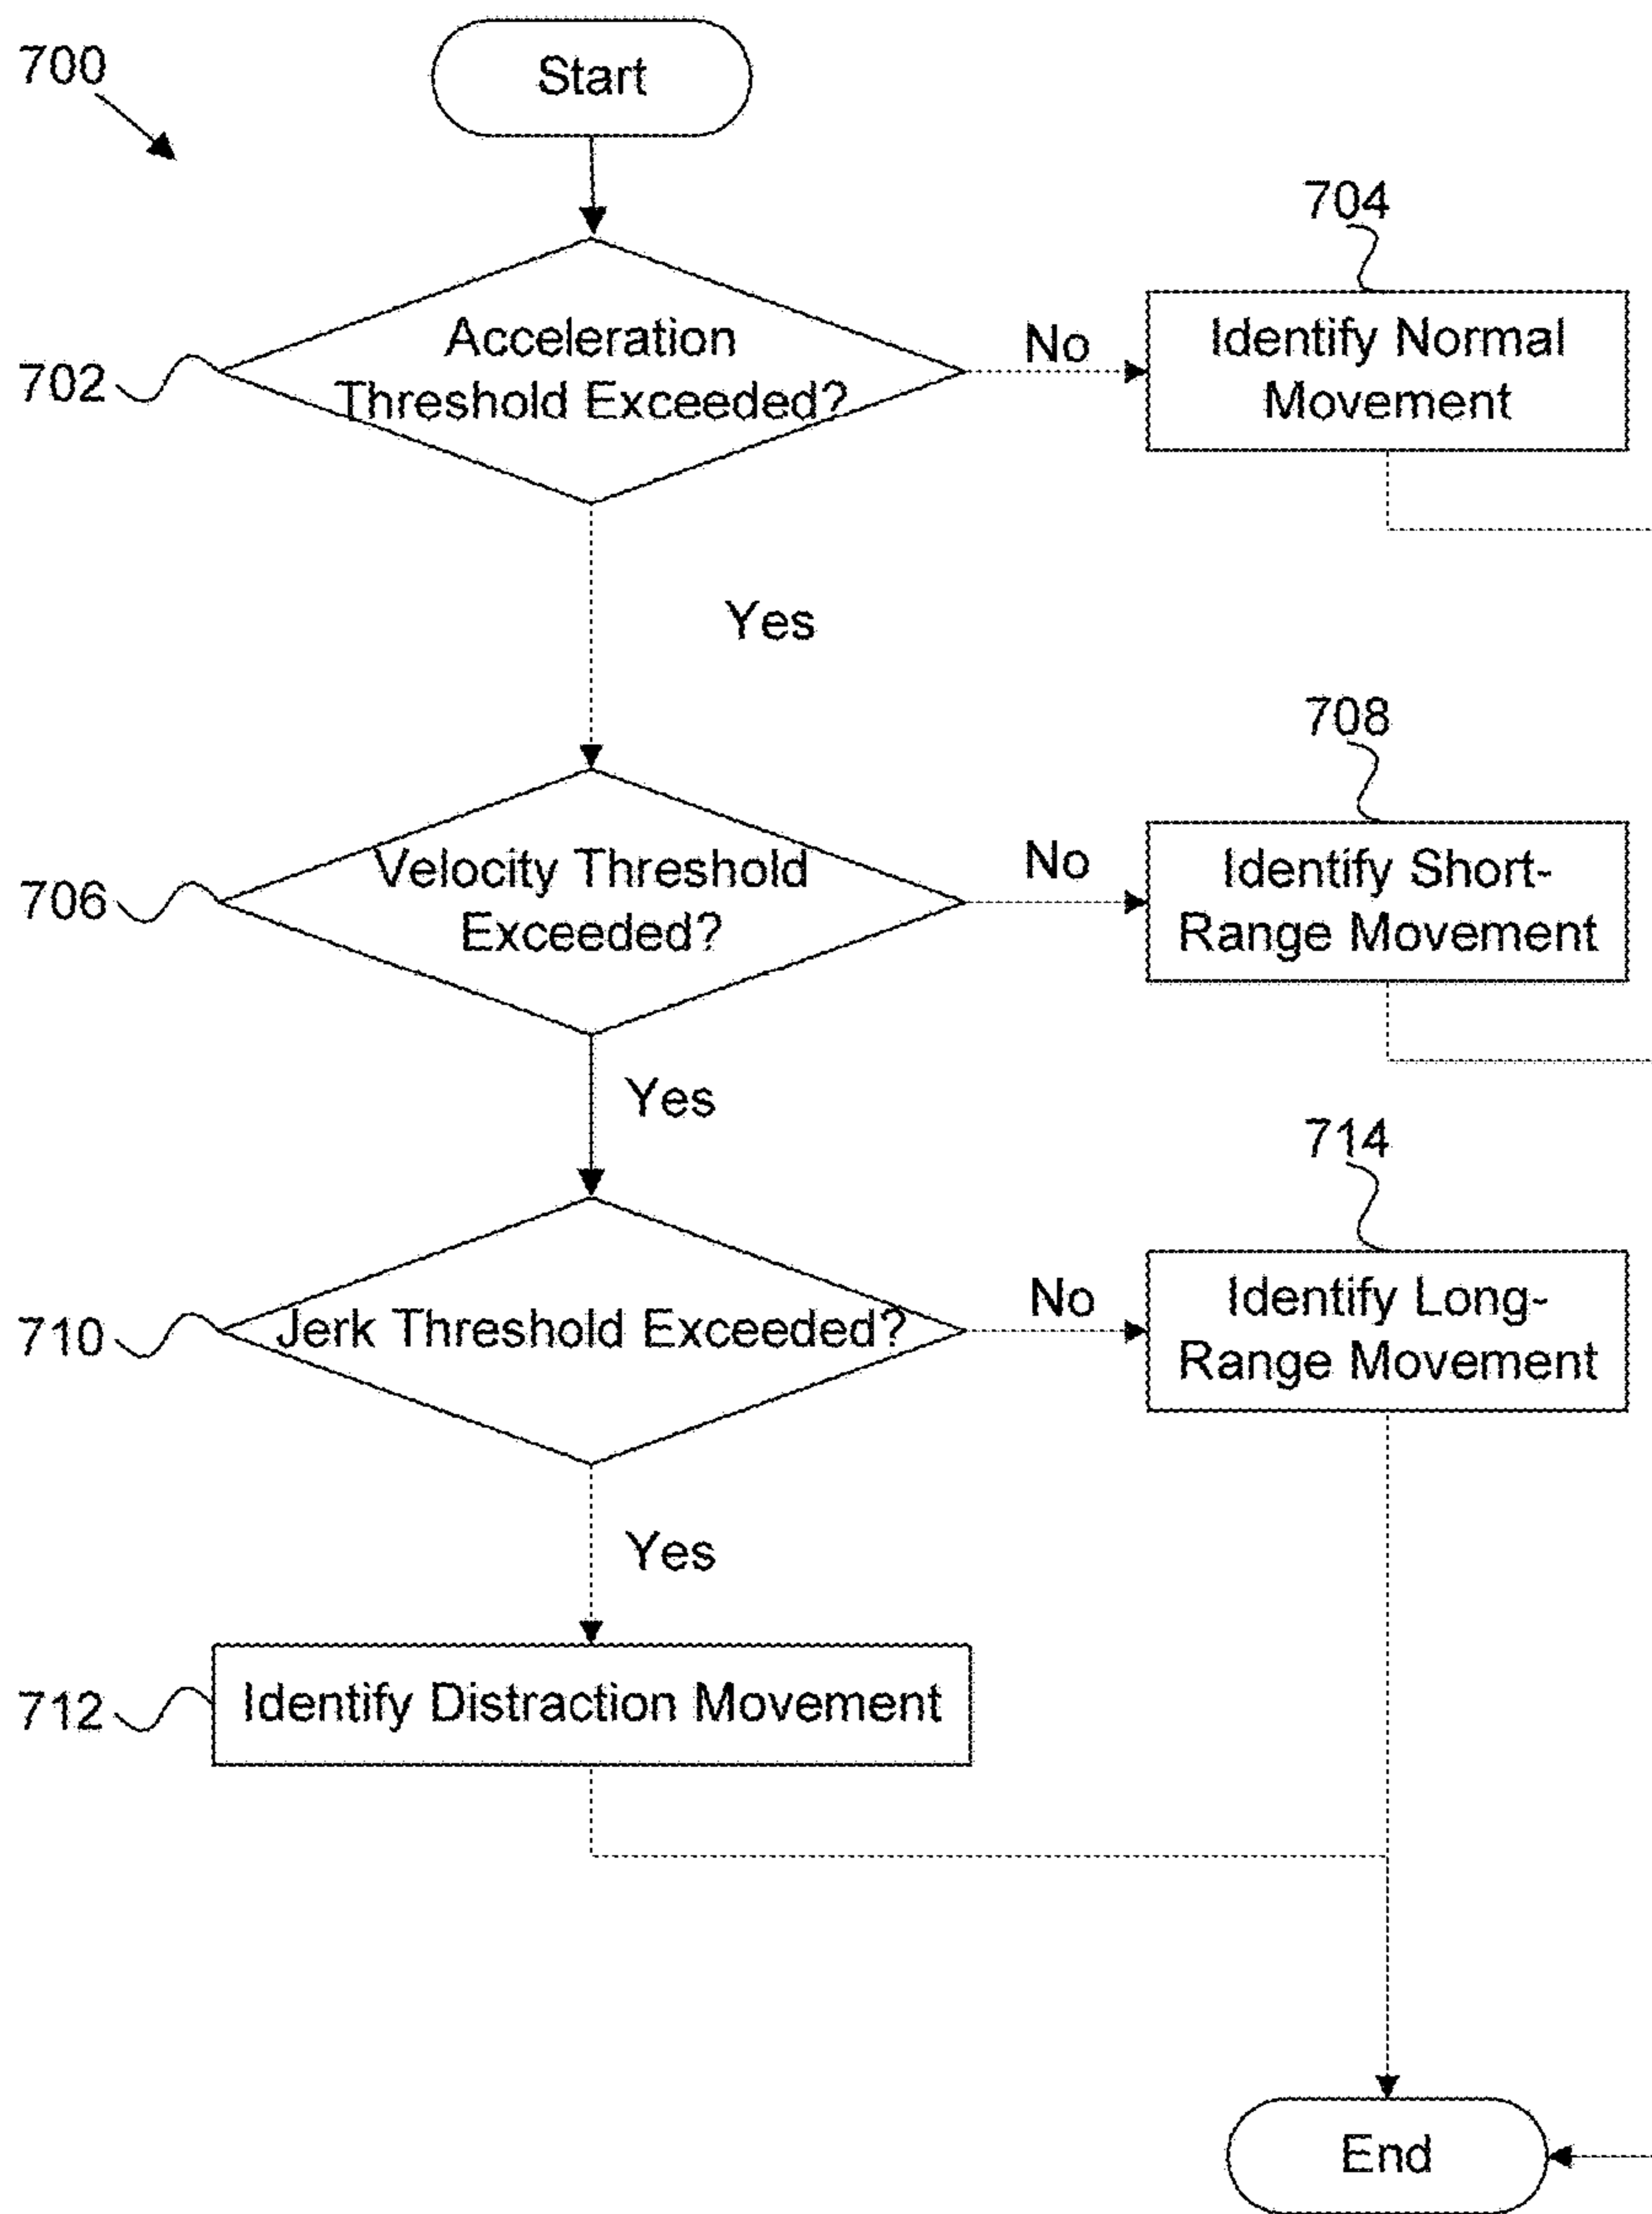 700
Start
704
702
Acceleration
Threshold Exceeded?
No
Identify Normal
Movement
Yes
708
706
Velocity Threshold
Exceeded?
No
Identify Short-
Range Movement
Yes
714
710
Jerk Threshold Exceeded?
No
Identify Long-
Range Movement
Yes
712
Identify Distraction Movement
End